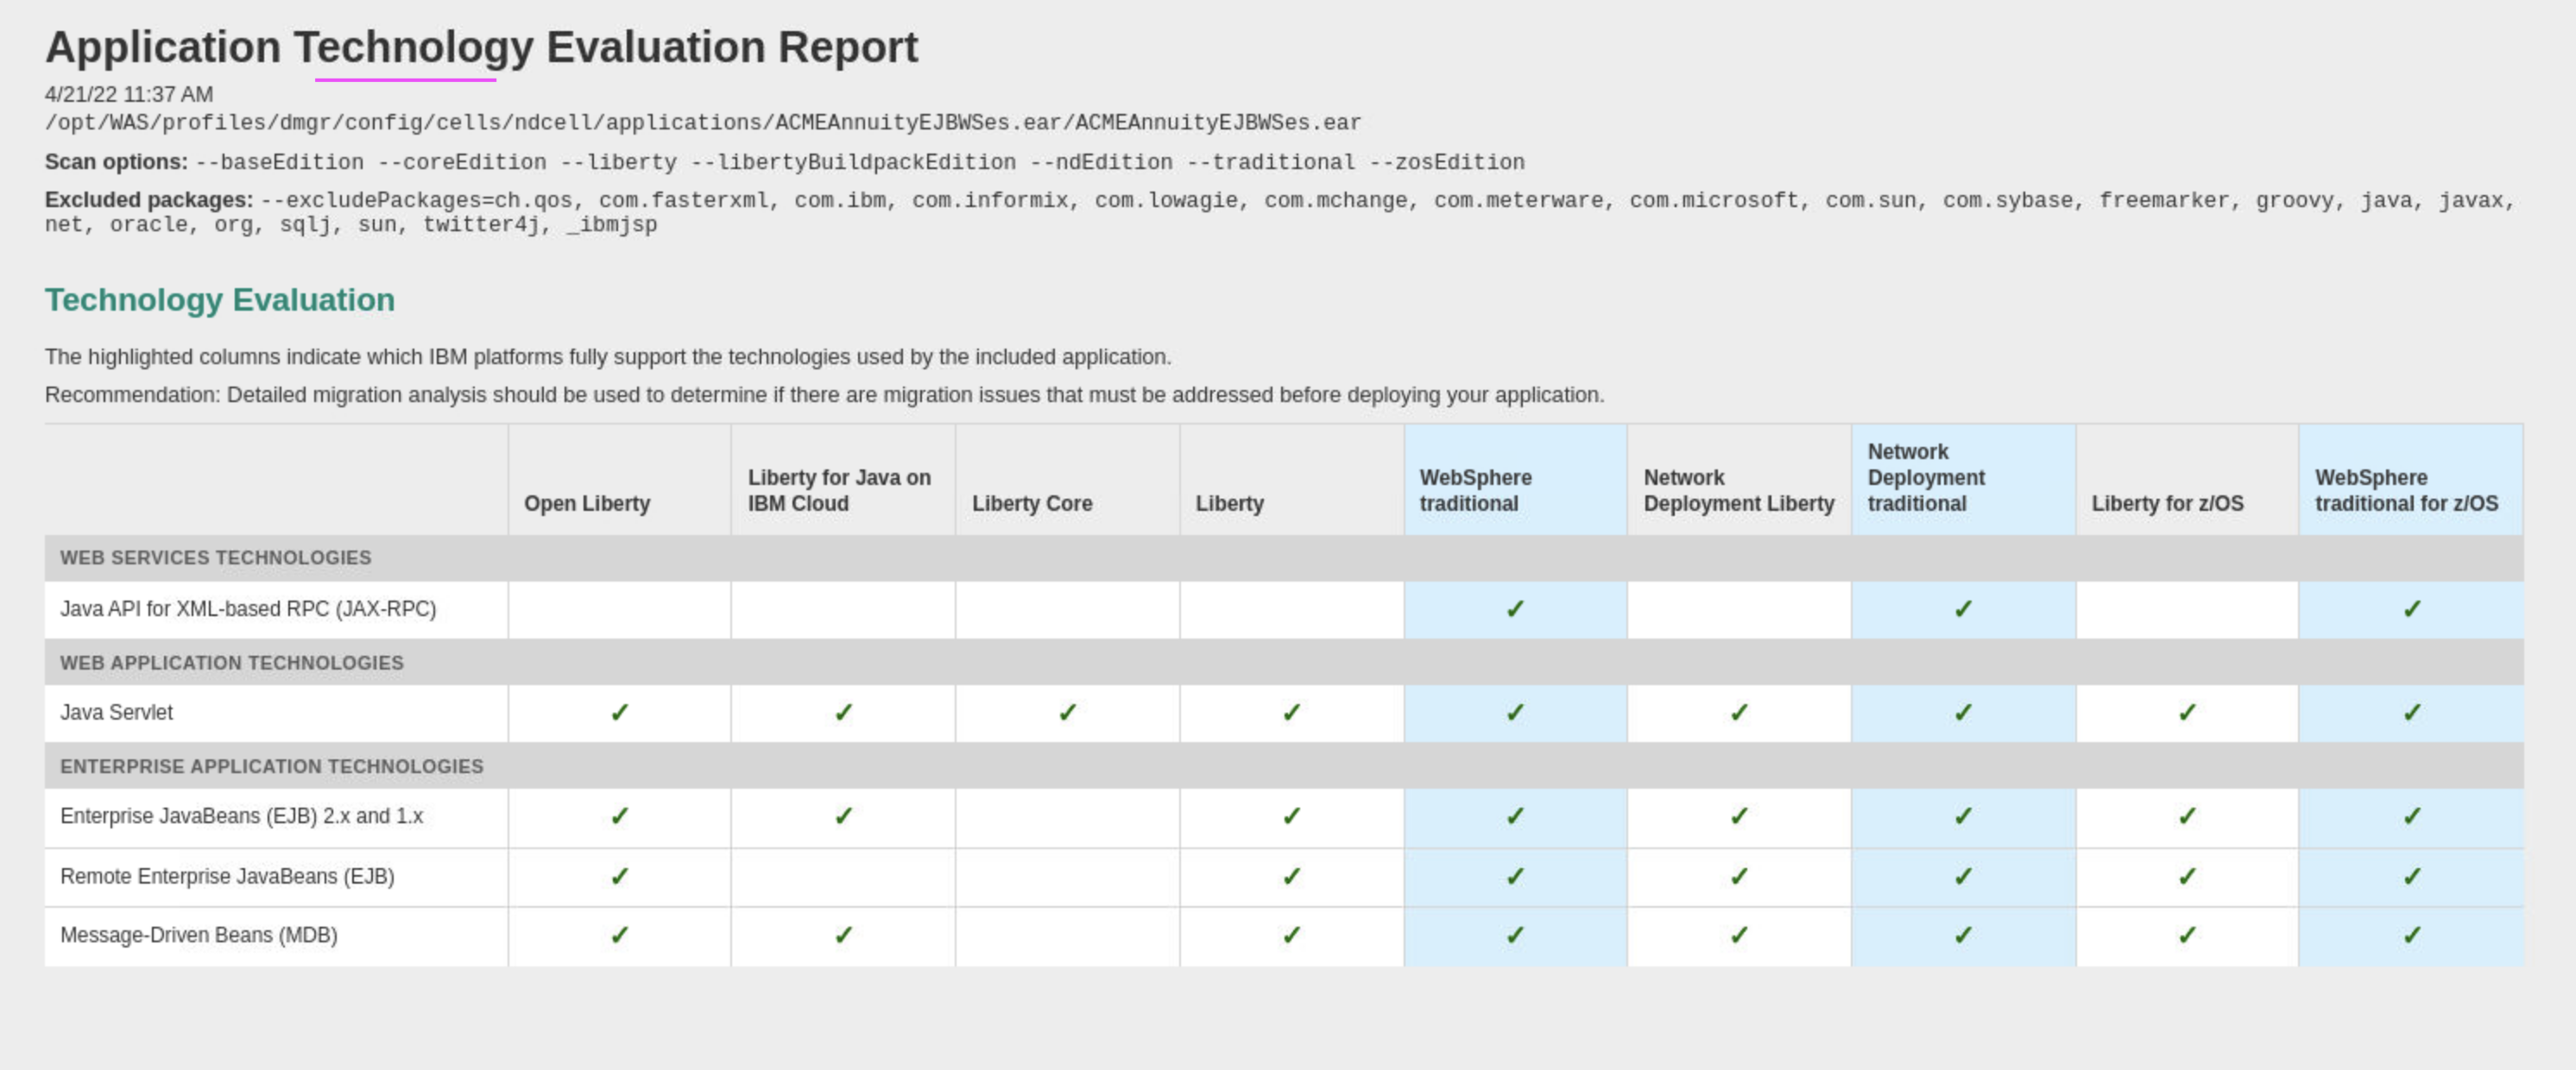 Application Technology Evaluation Report
4/21/22 11:37 AM
/opt/WAS/profiles/dmgr/config/cells/ndcell/applications/ACMEAnnuityEJBWSes.ear/ACMEAnnuityEJBWSes.ear
Scan options: --baseEdition --coreEdition --liberty --libertyBuildpackEdition --ndEdition --traditional --zosEdition
Excluded packages: --excludePackages=ch.qos, com.fasterxml, com.ibm, com.informix, com.lowagie, com.mchange, com.meterware, com.microsoft, com.sun, com.sybase, freemarker, groovy, java, javax,
net, oracle, org, sqlj, sun, twitter4j, _ibmjsp
Technology Evaluation
The highlighted columns indicate which IBM platforms fully support the technologies used by the included application.
Recommendation: Detailed migration analysis should be used to determine if there are migration issues that must be addressed before deploying your application.
Open Liberty
Liberty for Java on
IBM Cloud
Liberty Core
Liberty
WebSphere
traditional
Network
Deployment Liberty
Network
Deployment
traditional
Liberty for z/OS
WebSphere
traditional for z/OS
WEB SERVICES TECHNOLOGIES
Java API for XML-based RPC (JAX-RPC) ✓ ✓ ✓
WEB APPLICATION TECHNOLOGIES
Java Servlet ✓ ✓ ✓ ✓ ✓ ✓ ✓ ✓ ✓
ENTERPRISE APPLICATION TECHNOLOGIES
Enterprise JavaBeans (EJB) 2.x and 1.x ✓ ✓ ✓ ✓ ✓ ✓ ✓ ✓
Remote Enterprise JavaBeans (EJB) ✓ ✓ ✓ ✓ ✓ ✓ ✓
Message-Driven Beans (MDB) ✓ ✓ ✓ ✓ ✓ ✓ ✓ ✓